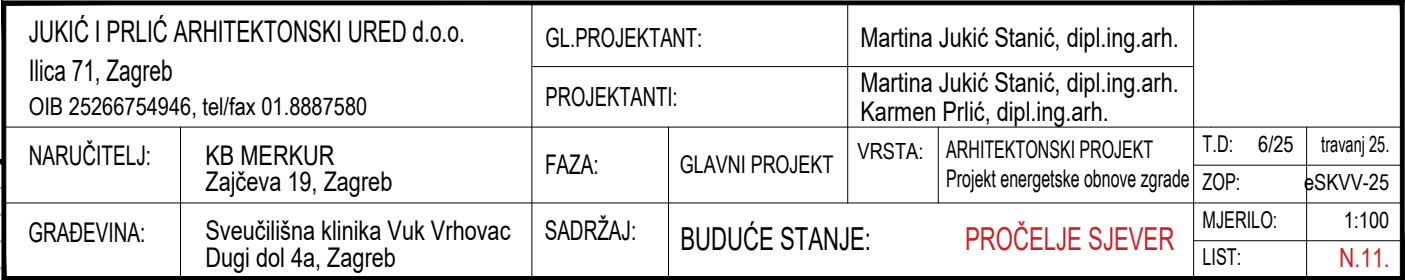 JUKIĆ I PRLIĆ ARHITEKTONSKI URED d.o.o.
Ilica 71, Zagreb
OIB 25266754946, tel/fax 01.8887580
GL.PROJEKTANT:
Martina Jukić Stanić, dipl.ing.arh.
PROJEKTANTI:
Martina Jukić Stanić, dipl.ing.arh.
Karmen Prlić, dipl.ing.arh.
NARUČITELJ:
KB MERKUR
Zajčeva 19, Zagreb
FAZA:
GLAVNI PROJEKT
VRSTA:
ARHITEKTONSKI PROJEKT
Projekt energetske obnove zgrade
T.D: 6/25
travanj 25.
ZOP: eSKVV-25
GRAĐEVINA:
Sveučilišna klinika Vuk Vrhovac
Dugi dol 4a, Zagreb
SADRŽAJ:
BUDUĆE STANJE: PROČELJE SJEVER
MJERILO: 1:100
LIST: N.11.